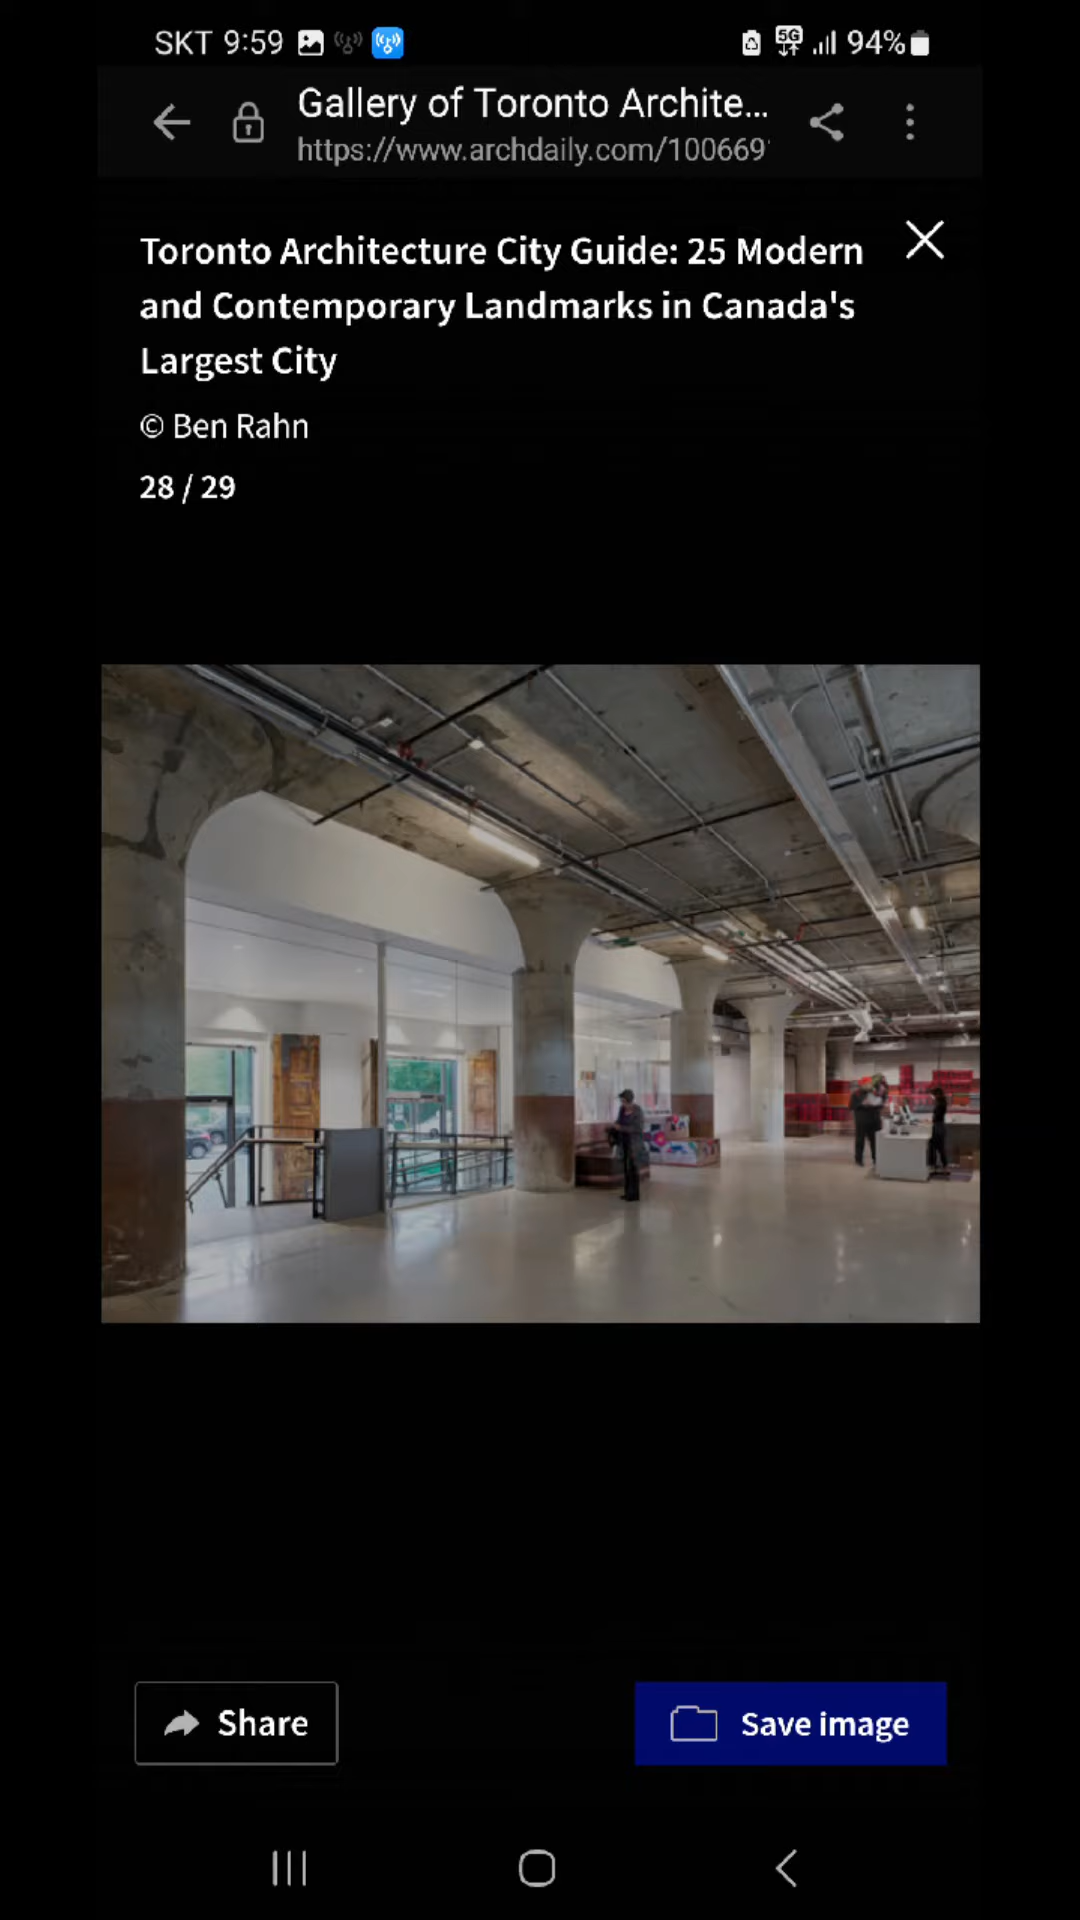 SKT 9:59 5G 94%
Gallery of Toronto Archite...
https://www.archdaily.com/100669
Toronto Architecture City Guide: 25 Modern
and Contemporary Landmarks in Canada's
Largest City
© Ben Rahn
28 / 29
Share
Save image